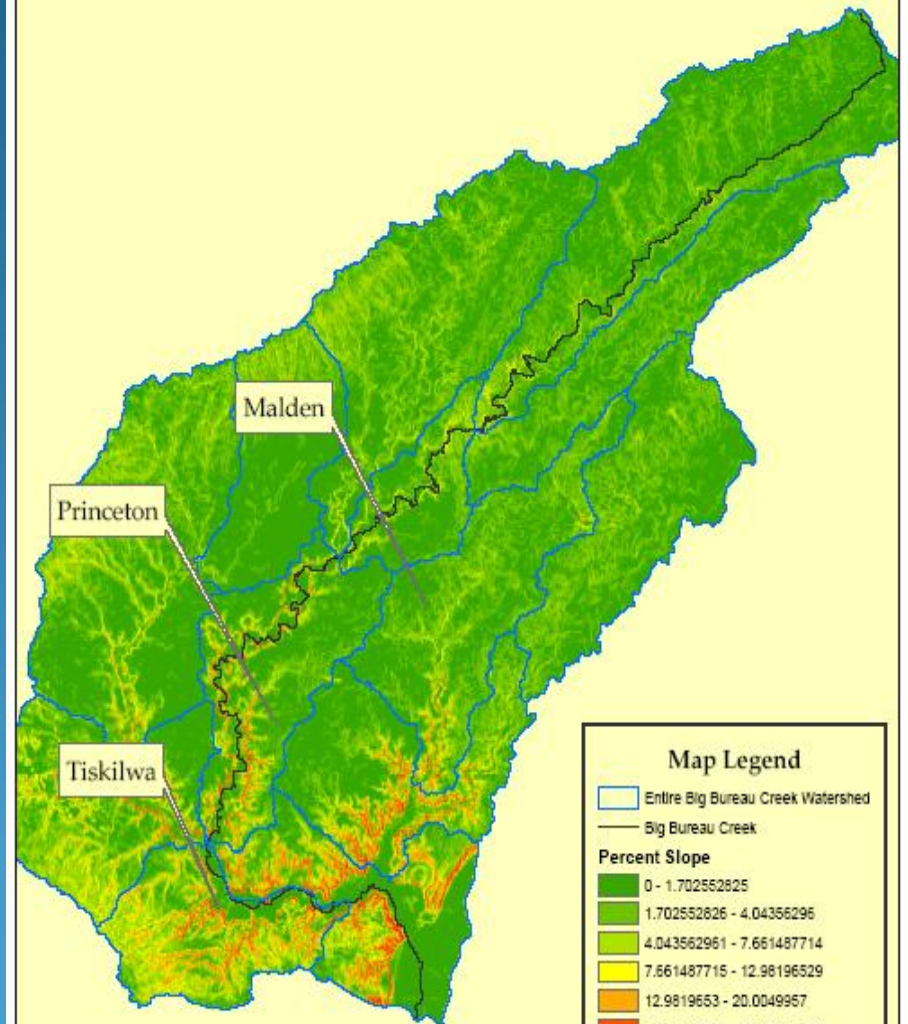 Malden
Princeton
Tiskilwa
Map Legend
Entire Big Bureau Creek Watershed
Big Bureau Creek
Percent Slope
0 - 1.702552825
1.702552826 - 4.04356296
4.043562961 - 7.661487714
7.661487715 - 12.98196529
12.9819653 - 20.0049957